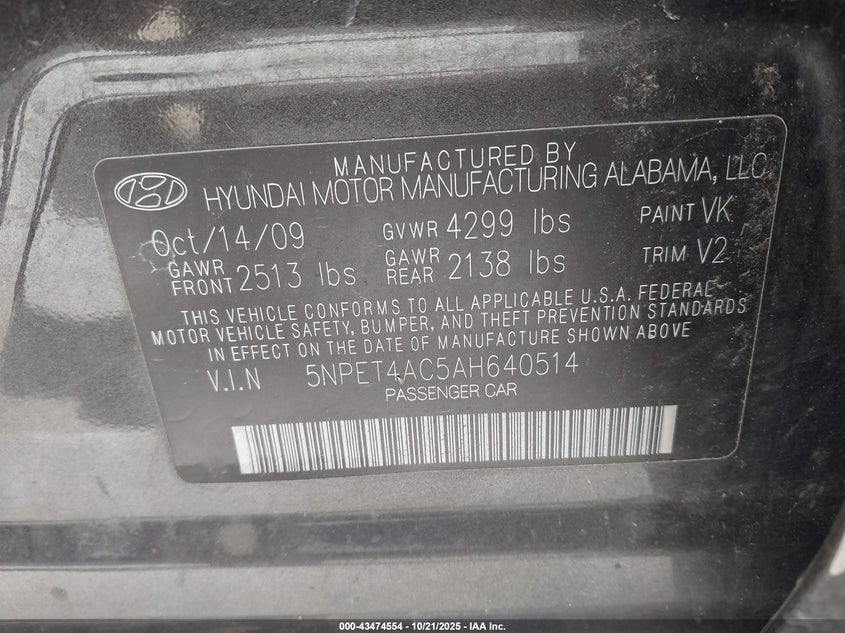 MANUFACTURED BY
HYUNDAI MOTOR MANUFACTURING ALABAMA, LLC
Oct/14/09 GVWR 4299 lbs PAINT VK
GAWR FRONT 2513 lbs GAWR REAR 2138 lbs TRIM V2
THIS VEHICLE CONFORMS TO ALL APPLICABLE U.S.A. FEDERAL
MOTOR VEHICLE SAFETY, BUMPER, AND THEFT PREVENTION STANDARDS
IN EFFECT ON THE DATE OF MANUFACTURE SHOWN ABOVE
V.I.N 5NPET4AC5AH640514
PASSENGER CAR
000-43474554 - 10/21/2025 - IAA Inc.